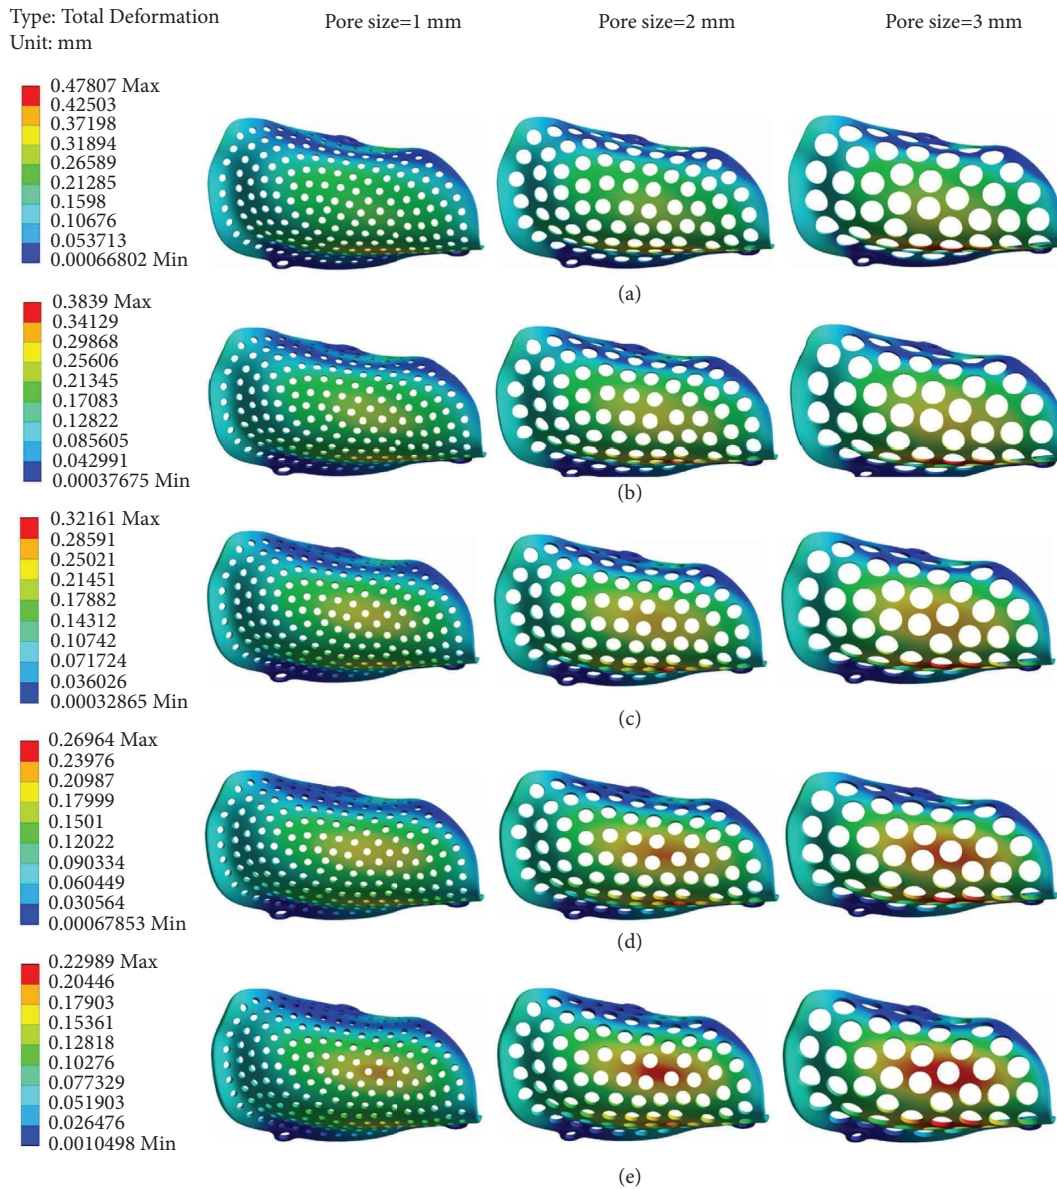 Type: Total Deformation
Unit: mm
Pore size=1 mm
Pore size=2 mm
Pore size=3 mm
0.47807 Max
0.42503
0.37198
0.31894
0.26589
0.21285
0.1598
0.10676
0.053713
0.00066802 Min
(a)
0.3839 Max
0.34129
0.29868
0.25606
0.21345
0.17083
0.12822
0.085605
0.042991
0.00037675 Min
(b)
0.32161 Max
0.28591
0.25021
0.21451
0.17882
0.14312
0.10742
0.071724
0.036026
0.00032865 Min
(c)
0.26964 Max
0.23976
0.20987
0.17999
0.1501
0.12022
0.090334
0.060449
0.030564
0.00067853 Min
(d)
0.22989 Max
0.20446
0.17903
0.15361
0.12818
0.10276
0.077329
0.051903
0.026476
0.0010498 Min
(e)